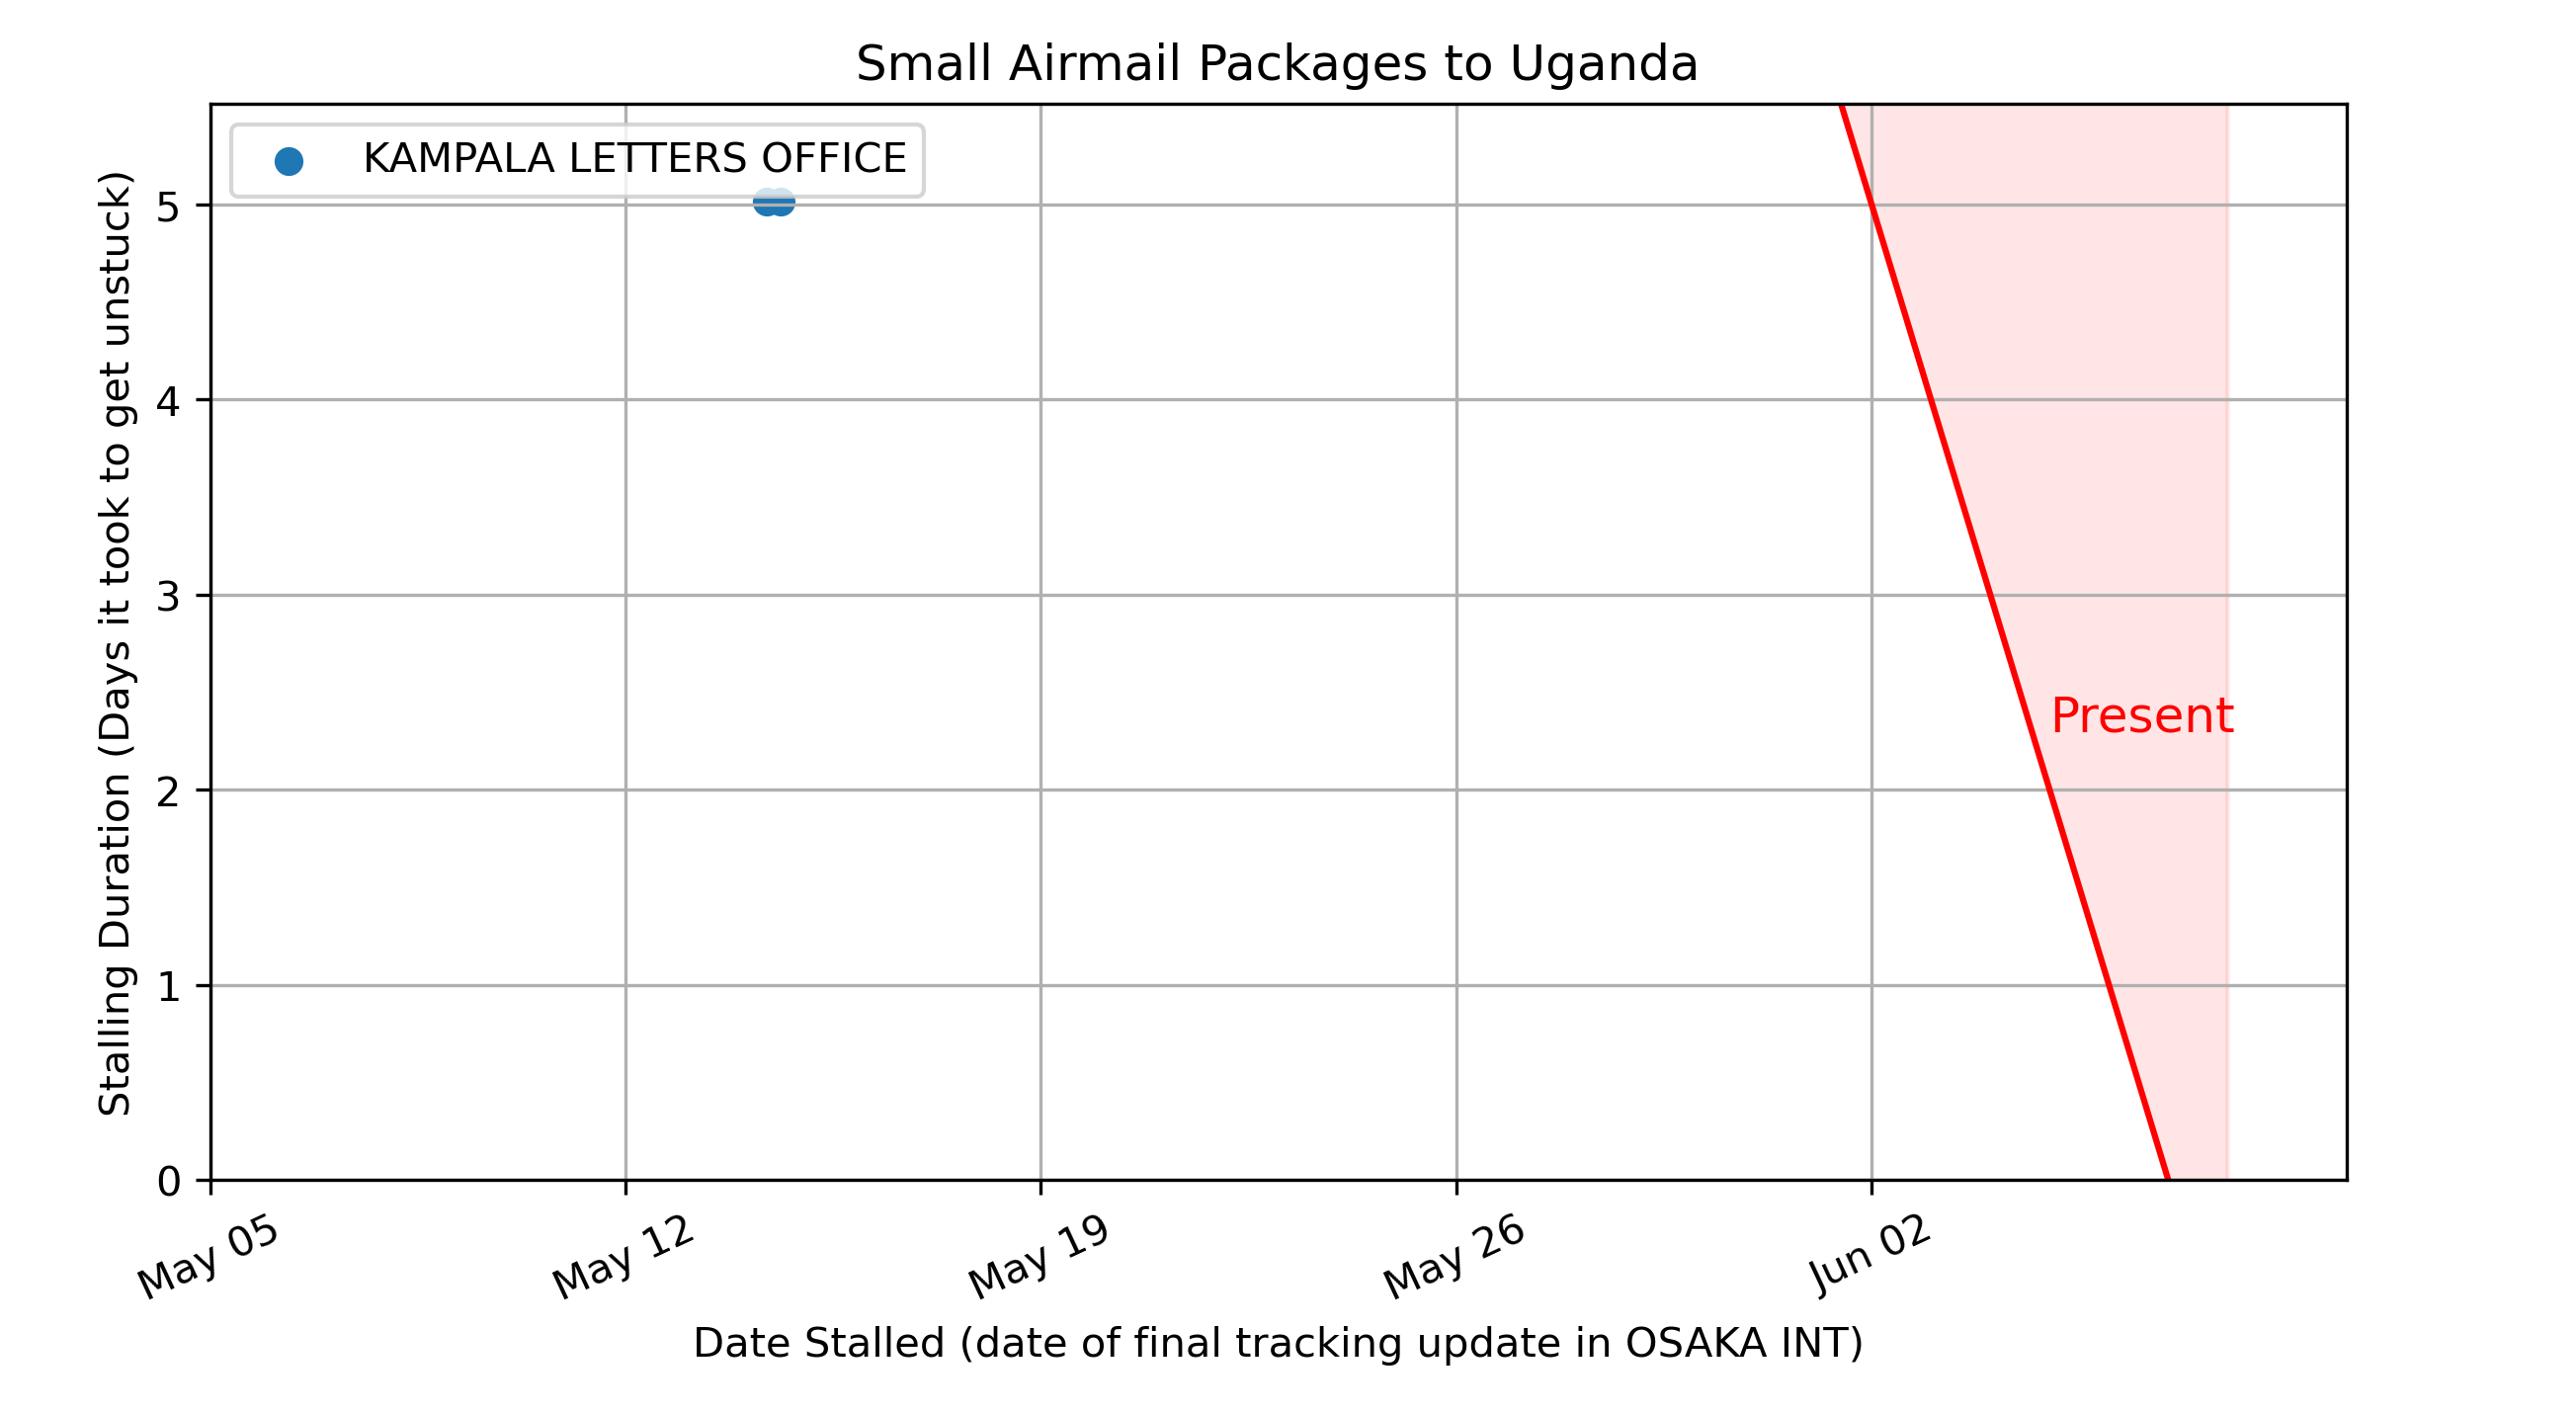 Small Airmail Packages to Uganda
KAMPALA LETTERS OFFICE
Stalling Duration (Days it took to get unstuck)
5
4
3
2
1
0
Present
May 05
May 12
May 19
May 26
Jun 02
Date Stalled (date of final tracking update in OSAKA INT)